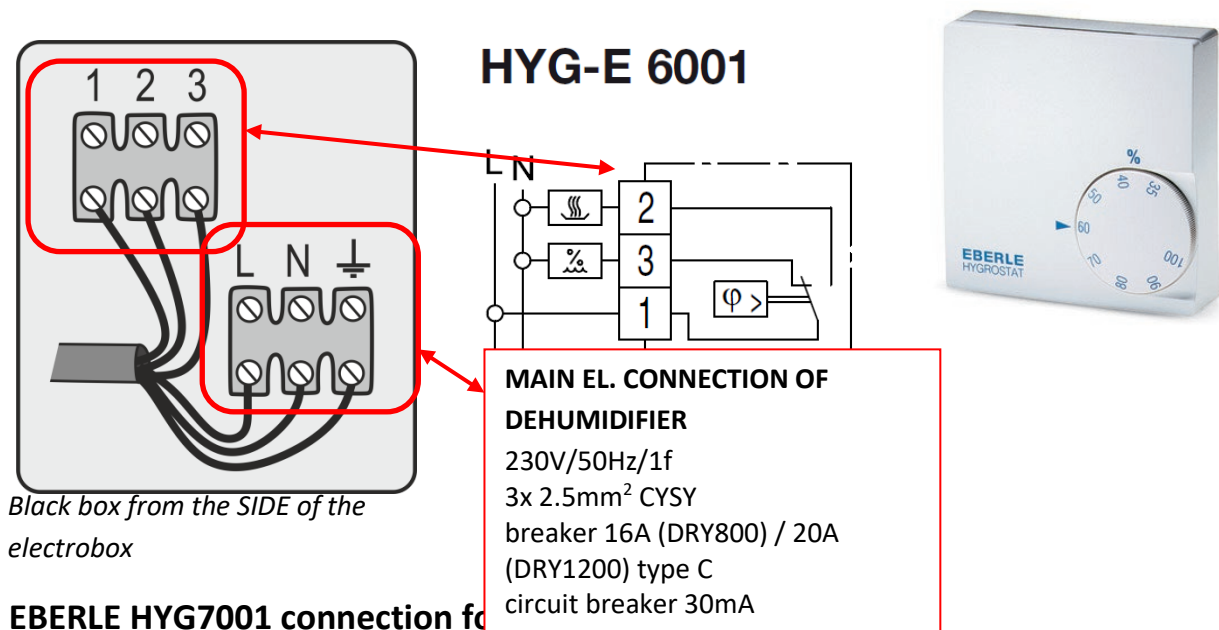 HYG-E 6001
1 2 3
L N
L N
2
3
1
%
φ >
%
35
40
50
60
70
80
90
100
EBERLE
HYGROSTAT
MAIN EL. CONNECTION OF
DEHUMIDIFIER
230V/50Hz/1f
3x 2.5mm² CYSY
breaker 16A (DRY800) / 20A
(DRY1200) type C
circuit breaker 30mA
Black box from the SIDE of the
electrobox
EBERLE HYG7001 connection